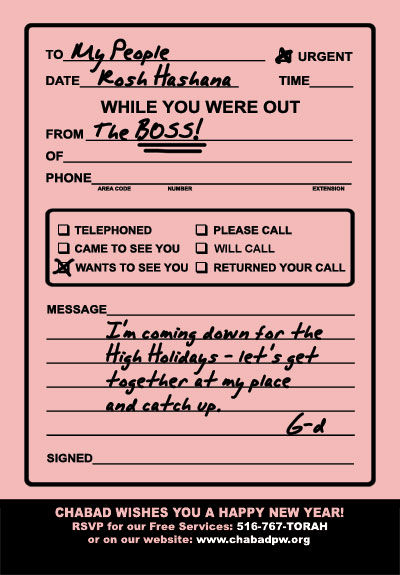 TO My People URGENT
DATE Rosh Hashana TIME
WHILE YOU WERE OUT
FROM The BOSS!
OF
PHONE
AREA CODE NUMBER EXTENSION
TELEPHONED PLEASE CALL
CAME TO SEE YOU WILL CALL
WANTS TO SEE YOU RETURNED YOUR CALL
MESSAGE
I'm coming down for the
High Holidays - let's get
together at my place
and catch up.
G-d
SIGNED
CHABAD WISHES YOU A HAPPY NEW YEAR!
RSVP for our Free Services: 516-767-TORAH
or on our website: www.chabadpw.org